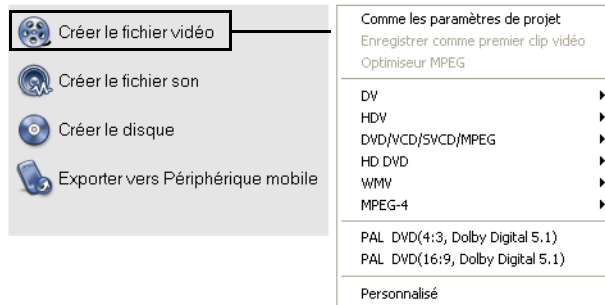 Créer le fichier vidéo
Créer le fichier son
Créer le disque
Exporter vers Périphérique mobile
Comme les paramètres de projet
Enregistrer comme premier clip vidéo
Optimiseur MPEG
DV
HDV
DVD/VCD/SVCD/MPEG
HD DVD
WMV
MPEG-4
PAL DVD(4:3, Dolby Digital 5.1)
PAL DVD(16:9, Dolby Digital 5.1)
Personnalisé